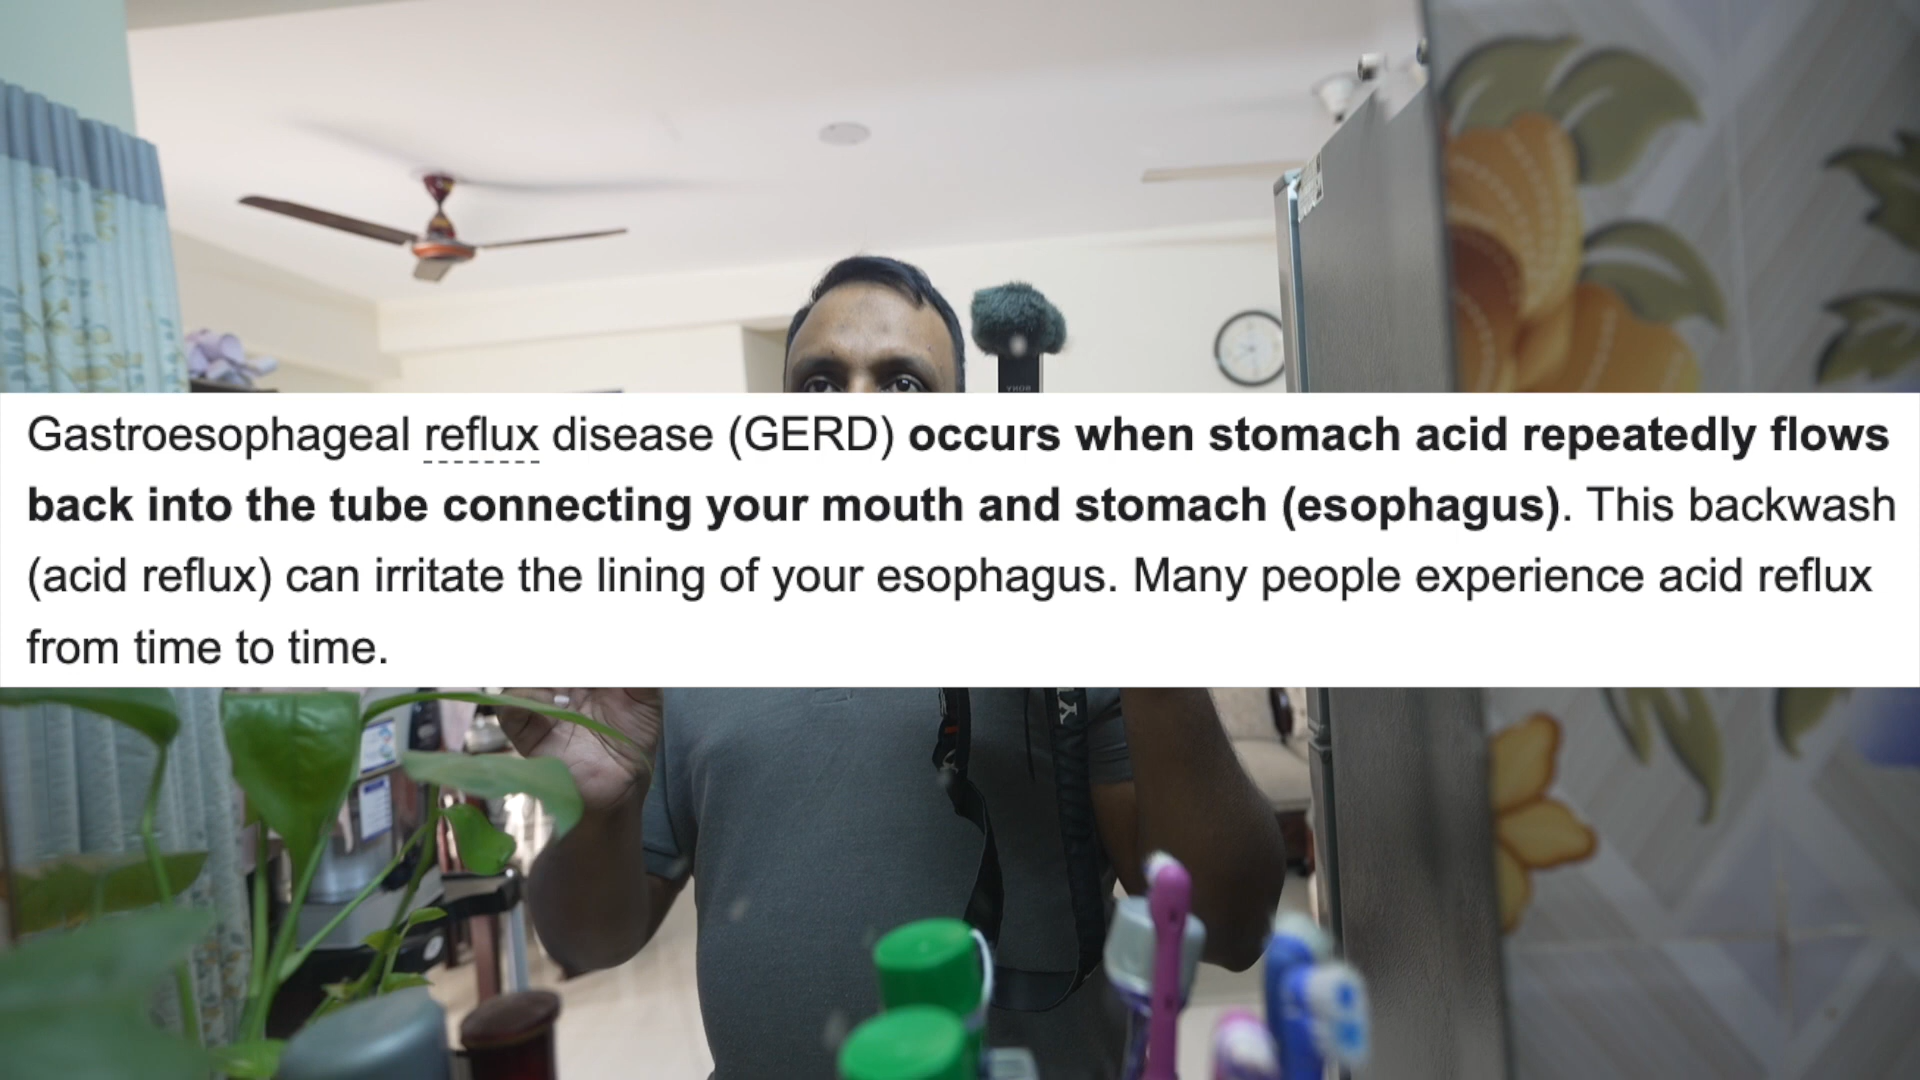 Gastroesophageal reflux disease (GERD) occurs when stomach acid repeatedly flows
back into the tube connecting your mouth and stomach (esophagus). This backwash
(acid reflux) can irritate the lining of your esophagus. Many people experience acid reflux
from time to time.